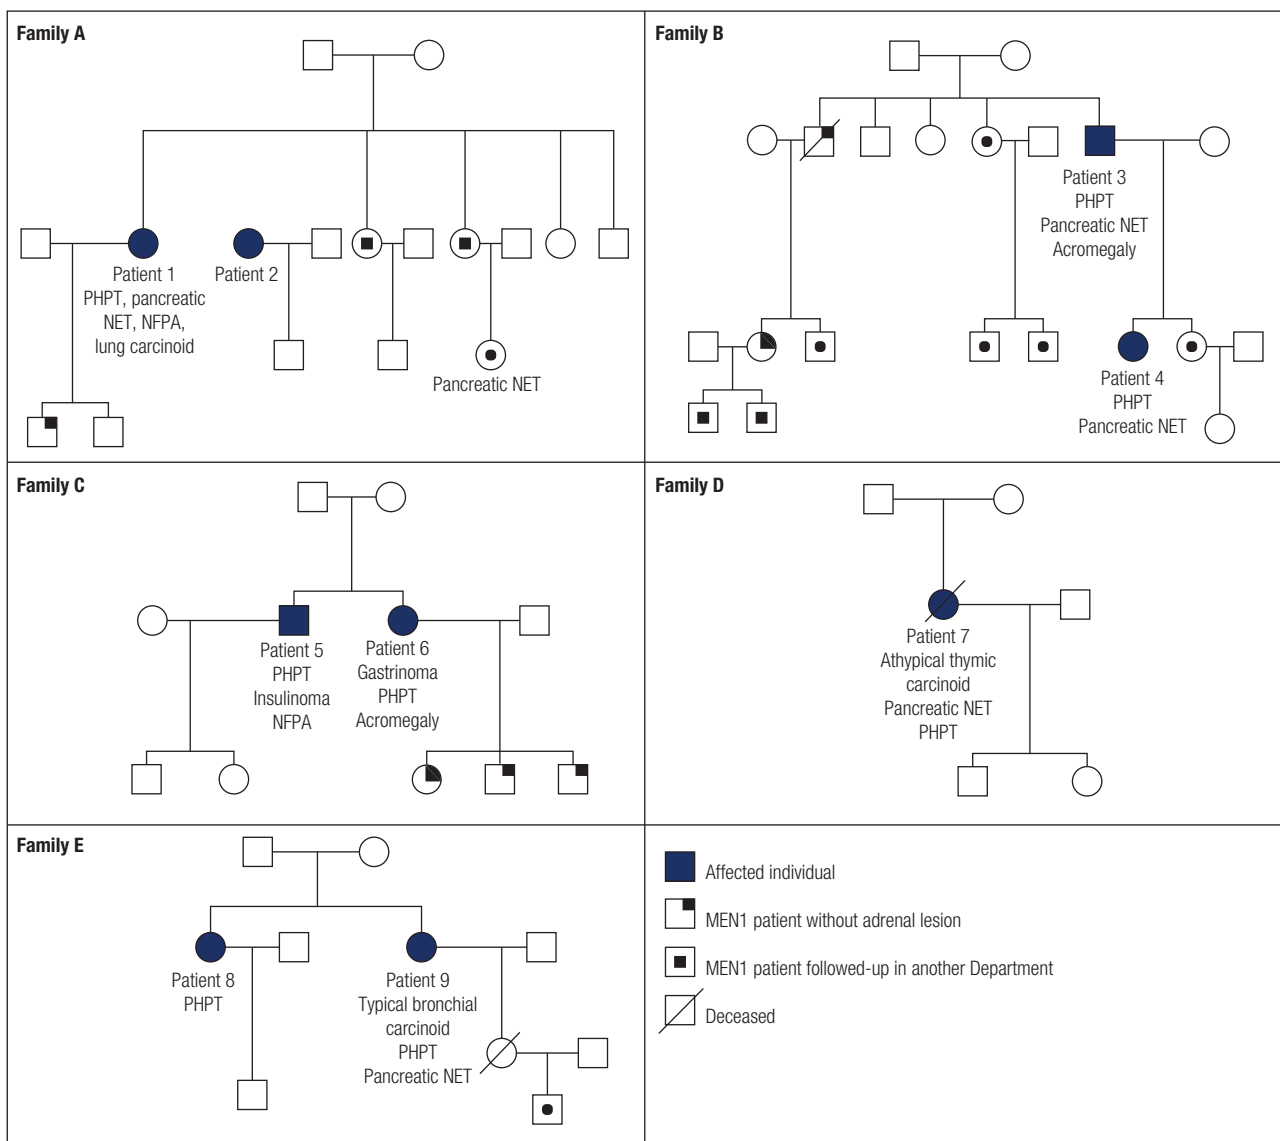 Family A
Patient 1
PHPT, pancreatic
NET, NFPA,
lung carcinoid
Patient 2
Pancreatic NET
Family B
Patient 3
PHPT
Pancreatic NET
Acromegaly
Patient 4
PHPT
Pancreatic NET
Family C
Patient 5
PHPT
Insulinoma
NFPA
Patient 6
Gastrinoma
PHPT
Acromegaly
Family D
Patient 7
Athypical thymic
carcinoid
Pancreatic NET
PHPT
Family E
Patient 8
PHPT
Patient 9
Typical bronchial
carcinoid
PHPT
Pancreatic NET
Affected individual
MEN1 patient without adrenal lesion
MEN1 patient followed-up in another Department
Deceased